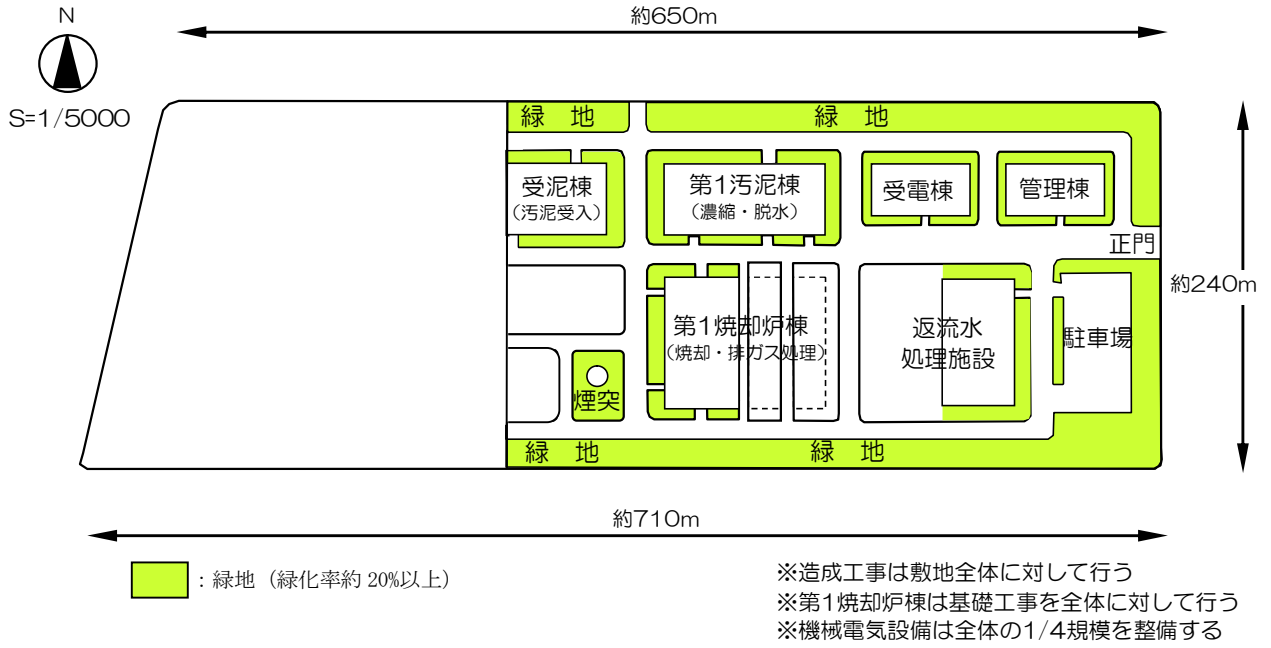 N
約650m
S=1/5000
緑　地
緑　地
受泥棟
（汚泥受入）
第1汚泥棟
（濃縮・脱水）
受電棟
管理棟
正門
約240m
第1焼却炉棟
（焼却・排ガス処理）
返流水
処理施設
駐車場
煙突
緑　地
緑　地
約710m
：緑地（緑化率約 20%以上）
※造成工事は敷地全体に対して行う
※第1焼却炉棟は基礎工事を全体に対して行う
※機械電気設備は全体の1/4規模を整備する